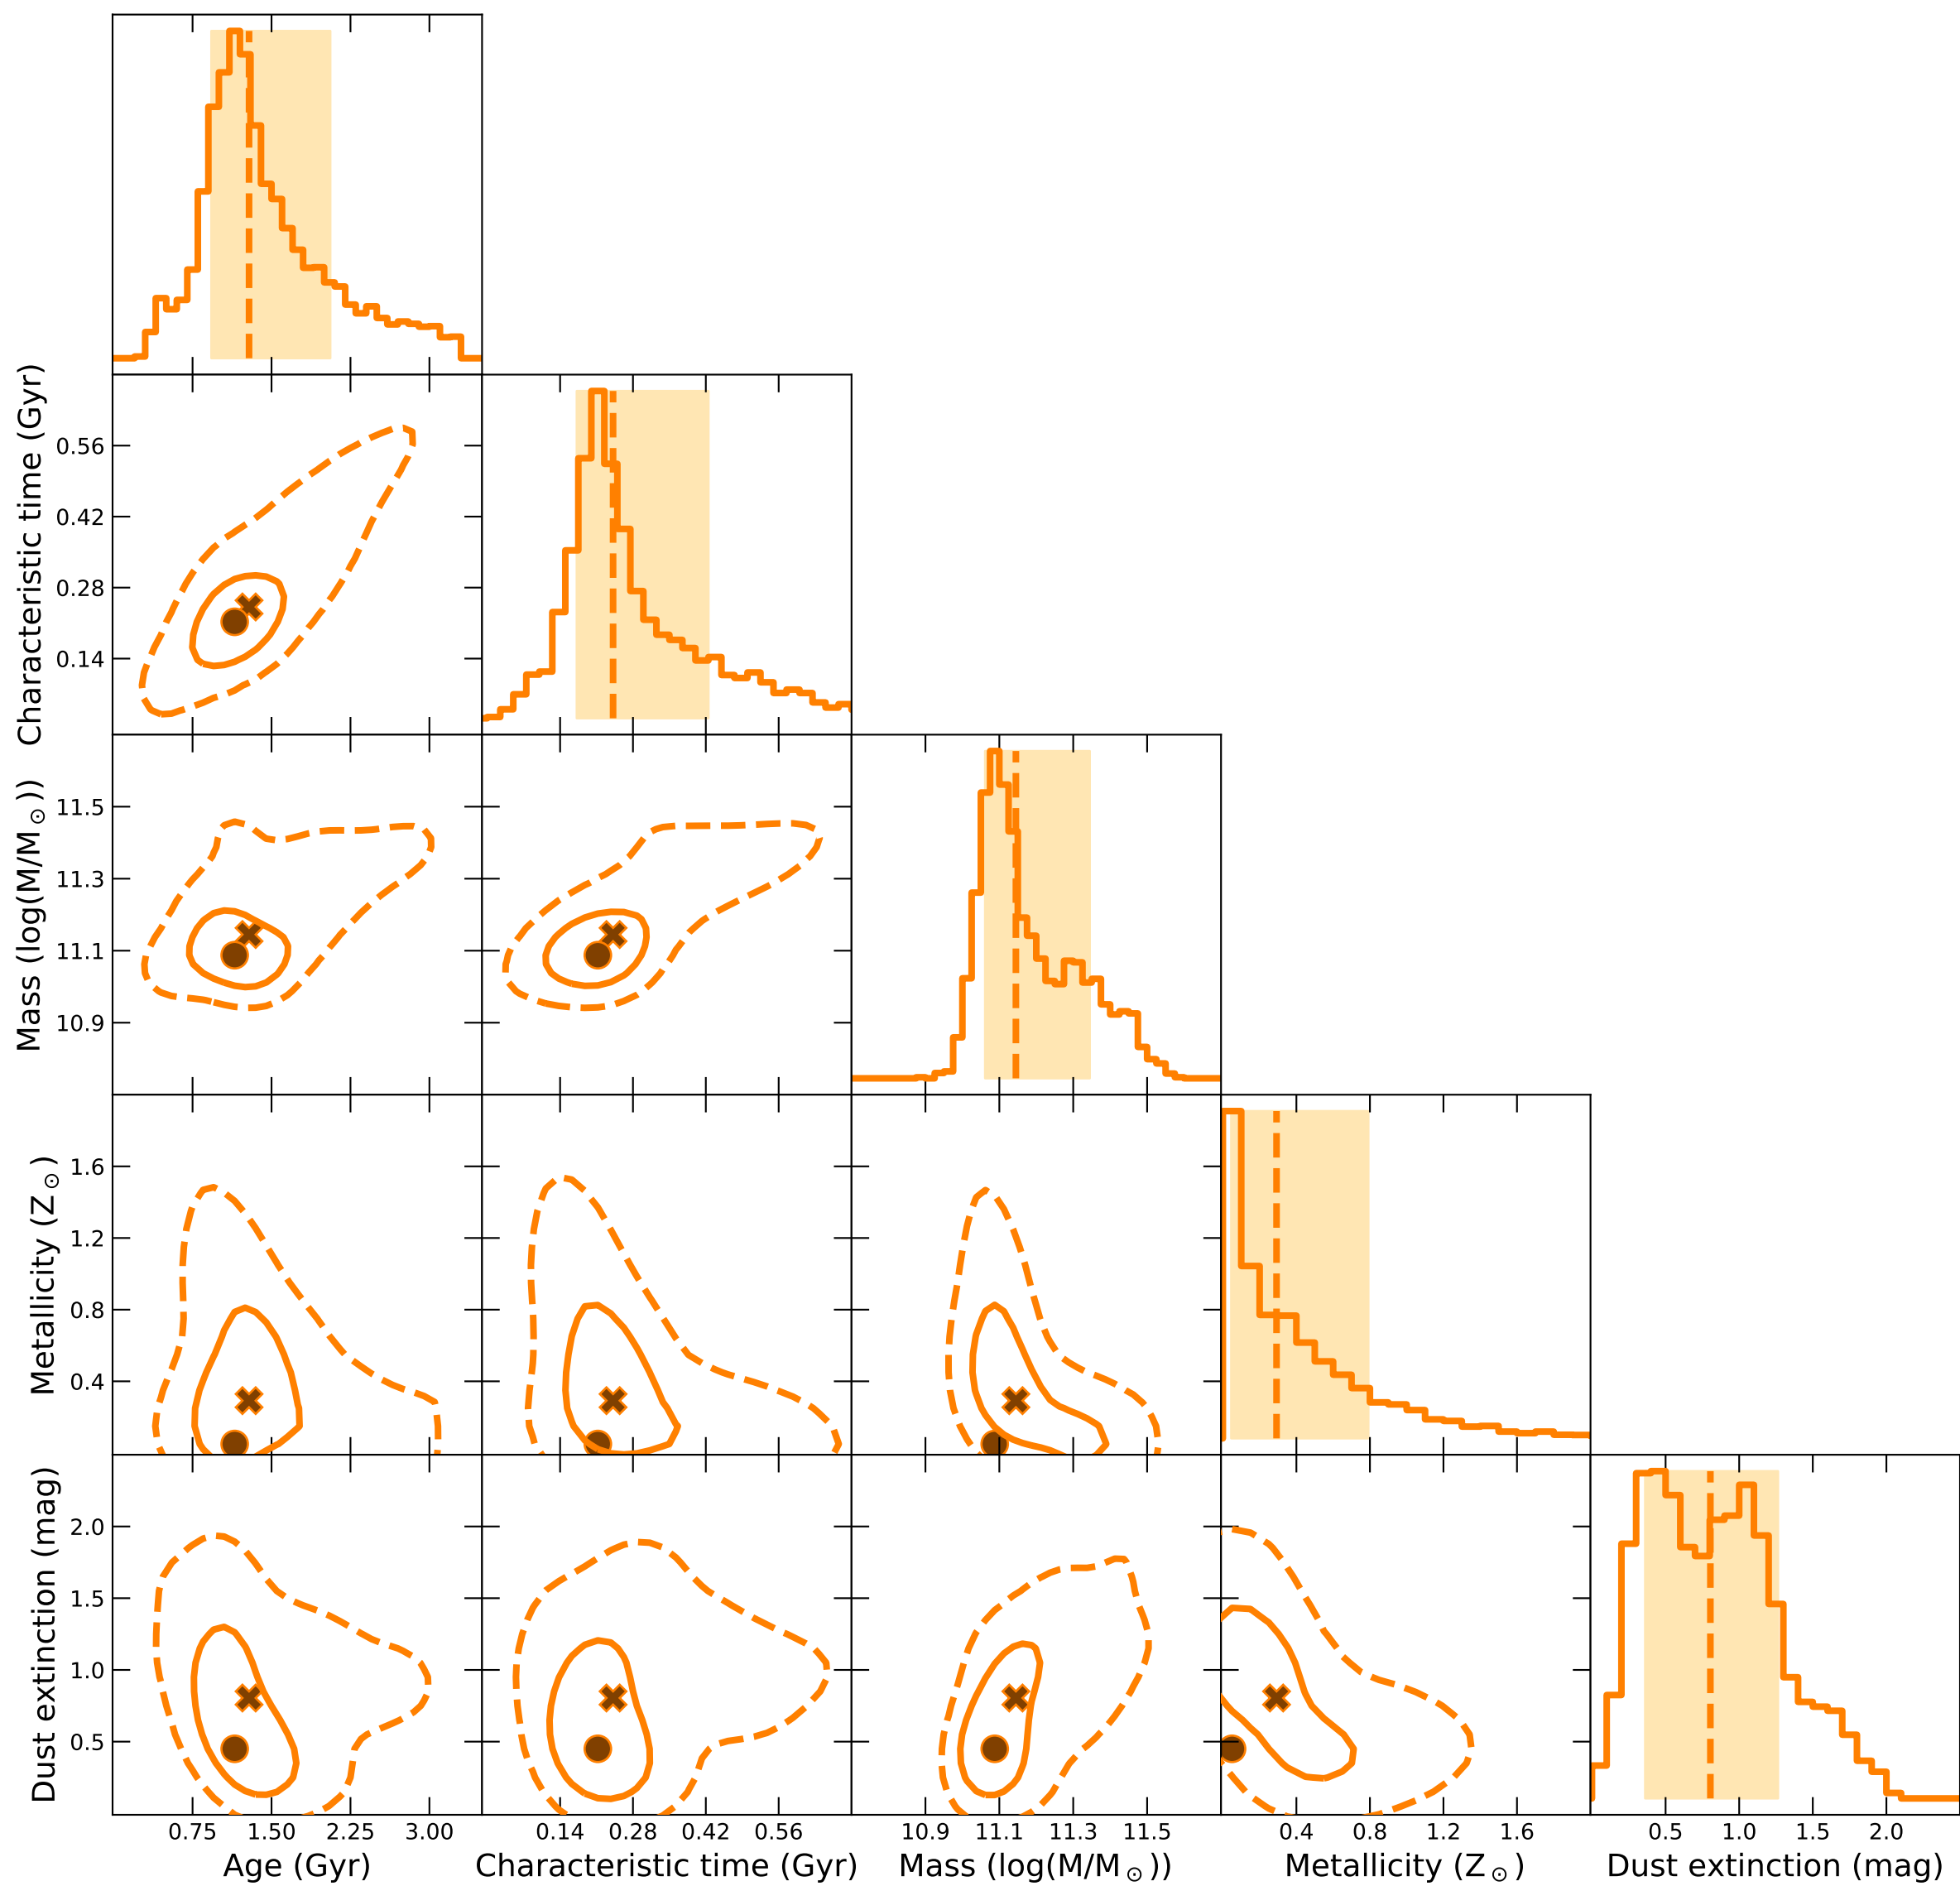 Characteristic time (Gyr)
0.56
0.42
0.28
0.14
Mass (log(M/M⊙))
11.5
11.3
11.1
10.9
Metallicity (Z⊙)
1.6
1.2
0.8
0.4
Dust extinction (mag)
2.0
1.5
1.0
0.5
0.75 1.50 2.25 3.00 0.14 0.28 0.42 0.56 10.9 11.1 11.3 11.5 0.4 0.8 1.2 1.6 0.5 1.0 1.5 2.0
Age (Gyr) Characteristic time (Gyr) Mass (log(M/M⊙)) Metallicity (Z⊙) Dust extinction (mag)